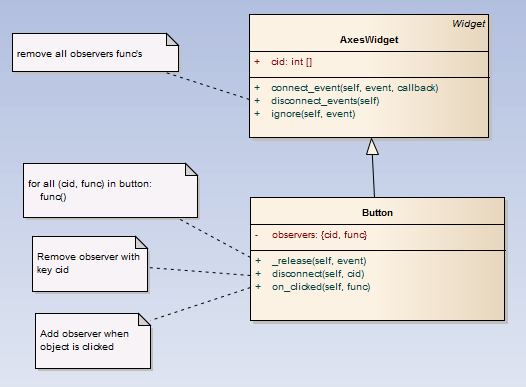 Widget
AxesWidget
+ cid: int []
+ connect_event(self, event, callback)
+ disconnect_events(self)
+ ignore(self, event)
remove all observers func's
for all (cid, func) in button:
func()
Remove observer with
key cid
Add observer when
object is clicked
Button
- observers: {cid, func}
+ _release(self, event)
+ disconnect(self, cid)
+ on_clicked(self, func)